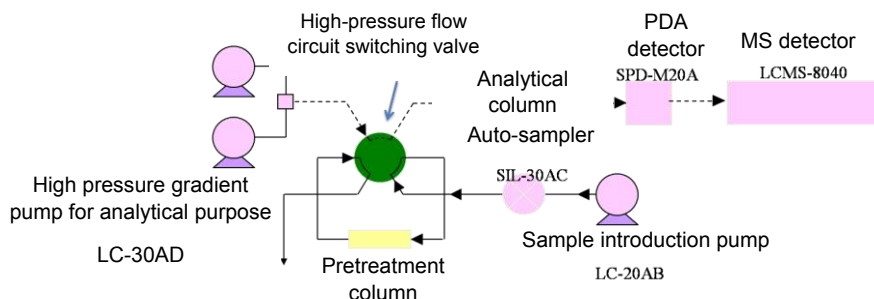 High-pressure flow
circuit switching valve
PDA
detector
SPD-M20A
MS detector
LCMS-8040
Analytical
column
Auto-sampler
SIL-30AC
High pressure gradient
pump for analytical purpose
LC-30AD
Pretreatment
column
Sample introduction pump
LC-20AB